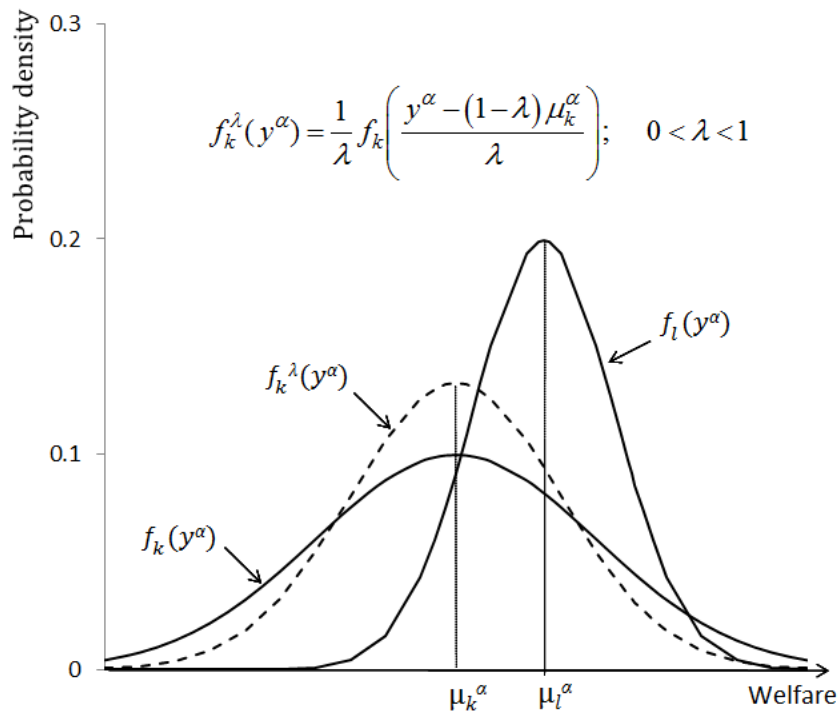 Probability density
0.3
f_k^λ(y^α) = 1/λ f_k( (y^α − (1−λ) μ_k^α) / λ ); 0 < λ < 1
0.2
f_l(y^α)
f_k^λ(y^α)
0.1
f_k(y^α)
0
μ_k^α μ_l^α Welfare